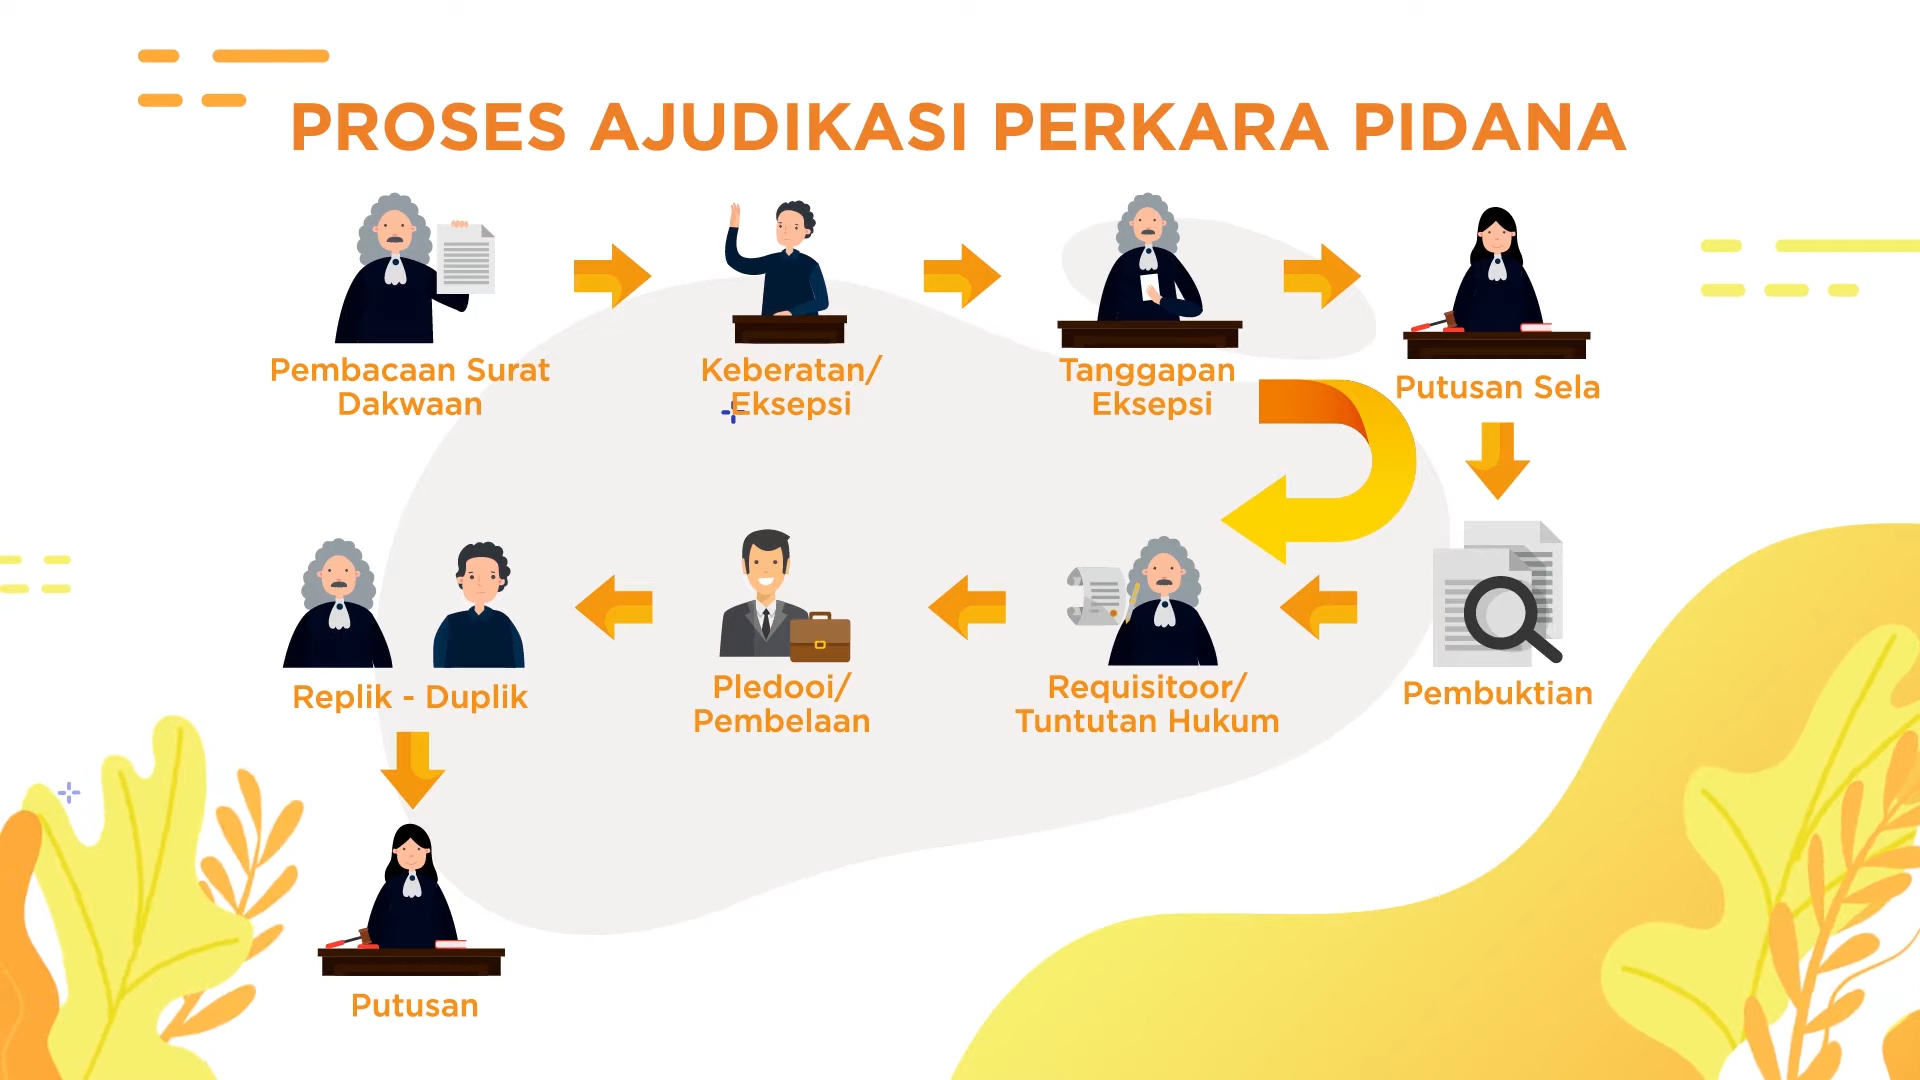 PROSES AJUDIKASI PERKARA PIDANA
Pembacaan Surat
Dakwaan
Keberatan/
Eksepsi
Tanggapan
Eksepsi
Putusan Sela
Pembuktian
Requisitoor/
Tuntutan Hukum
Pledooi/
Pembelaan
Replik - Duplik
Putusan